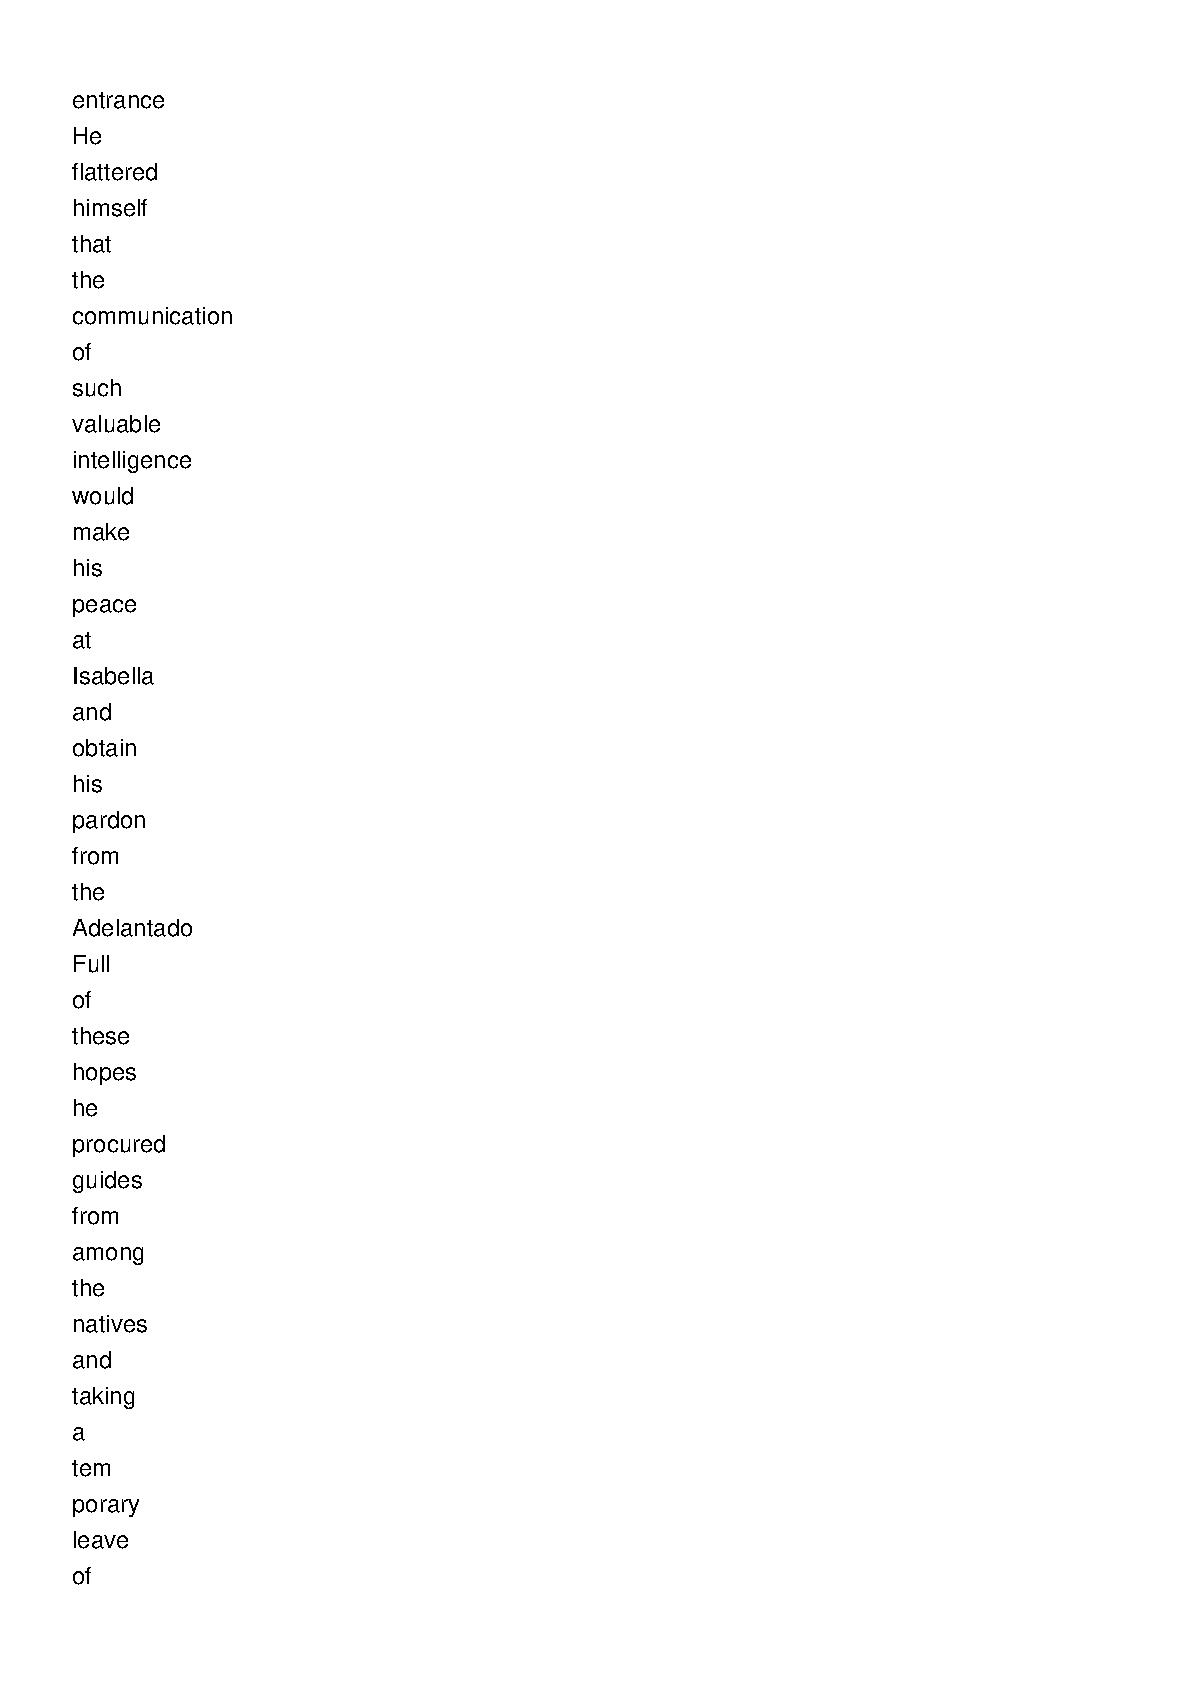 entrance
He
flattered
himself
that
the
communication
of
such
valuable
intelligence
would
make
his
peace
at
Isabella
and
obtain
his
pardon
from
the
Adelantado
Full
of
these
hopes
he
procured
guides
from
among
the
natives
and
taking
a
tem
porary
leave
of